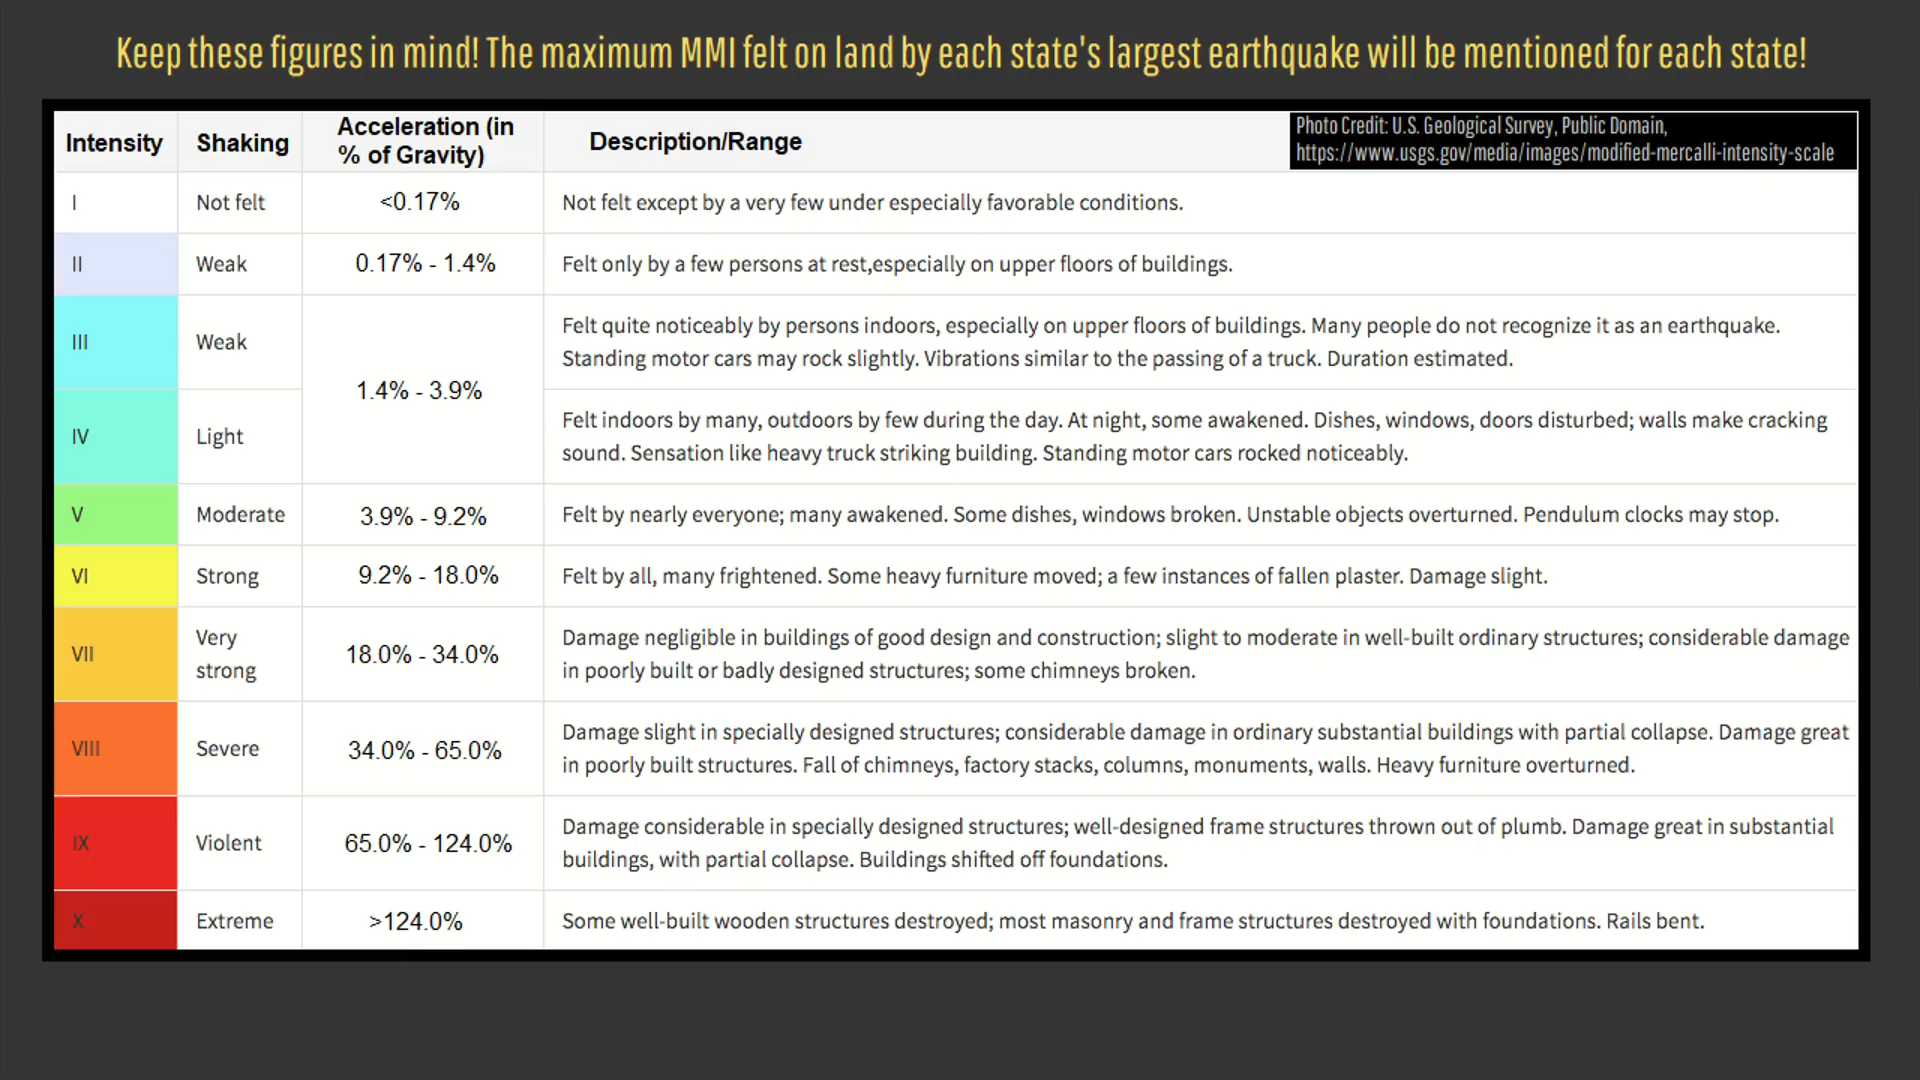 Keep these figures in mind! The maximum MMI felt on land by each state's largest earthquake will be mentioned for each state!
Intensity
Shaking
Acceleration (in
% of Gravity)
Description/Range
Photo Credit: U.S. Geological Survey, Public Domain,
https://www.usgs.gov/media/images/modified-mercalli-intensity-scale
I
Not felt
<0.17%
Not felt except by a very few under especially favorable conditions.
II
Weak
0.17% - 1.4%
Felt only by a few persons at rest,especially on upper floors of buildings.
III
Weak
1.4% - 3.9%
Felt quite noticeably by persons indoors, especially on upper floors of buildings. Many people do not recognize it as an earthquake.
Standing motor cars may rock slightly. Vibrations similar to the passing of a truck. Duration estimated.
IV
Light
Felt indoors by many, outdoors by few during the day. At night, some awakened. Dishes, windows, doors disturbed; walls make cracking
sound. Sensation like heavy truck striking building. Standing motor cars rocked noticeably.
V
Moderate
3.9% - 9.2%
Felt by nearly everyone; many awakened. Some dishes, windows broken. Unstable objects overturned. Pendulum clocks may stop.
VI
Strong
9.2% - 18.0%
Felt by all, many frightened. Some heavy furniture moved; a few instances of fallen plaster. Damage slight.
VII
Very
strong
18.0% - 34.0%
Damage negligible in buildings of good design and construction; slight to moderate in well-built ordinary structures; considerable damage
in poorly built or badly designed structures; some chimneys broken.
VIII
Severe
34.0% - 65.0%
Damage slight in specially designed structures; considerable damage in ordinary substantial buildings with partial collapse. Damage great
in poorly built structures. Fall of chimneys, factory stacks, columns, monuments, walls. Heavy furniture overturned.
IX
Violent
65.0% - 124.0%
Damage considerable in specially designed structures; well-designed frame structures thrown out of plumb. Damage great in substantial
buildings, with partial collapse. Buildings shifted off foundations.
X
Extreme
>124.0%
Some well-built wooden structures destroyed; most masonry and frame structures destroyed with foundations. Rails bent.